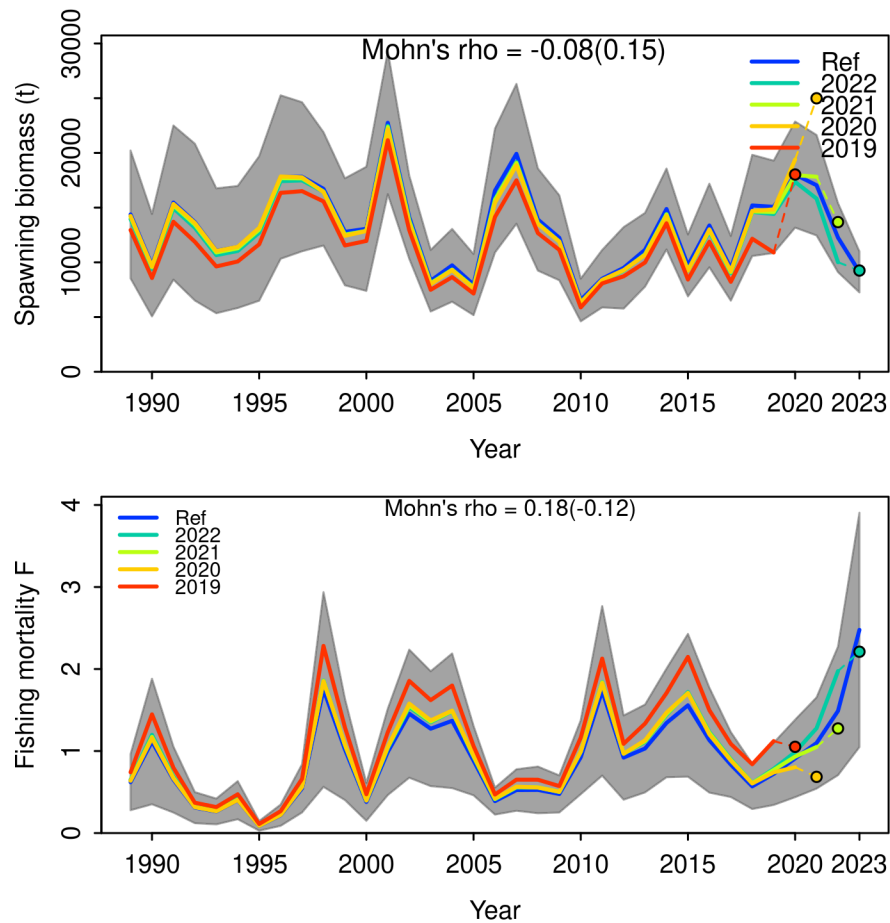 Mohn's rho = -0.08(0.15)
Ref
2022
2021
2020
2019
Spawning biomass (t)
30000
20000
10000
0
1990 1995 2000 2005 2010 2015 2020 2023
Year
Mohn's rho = 0.18(-0.12)
Ref
2022
2021
2020
2019
Fishing mortality F
4
3
2
1
0
1990 1995 2000 2005 2010 2015 2020 2023
Year